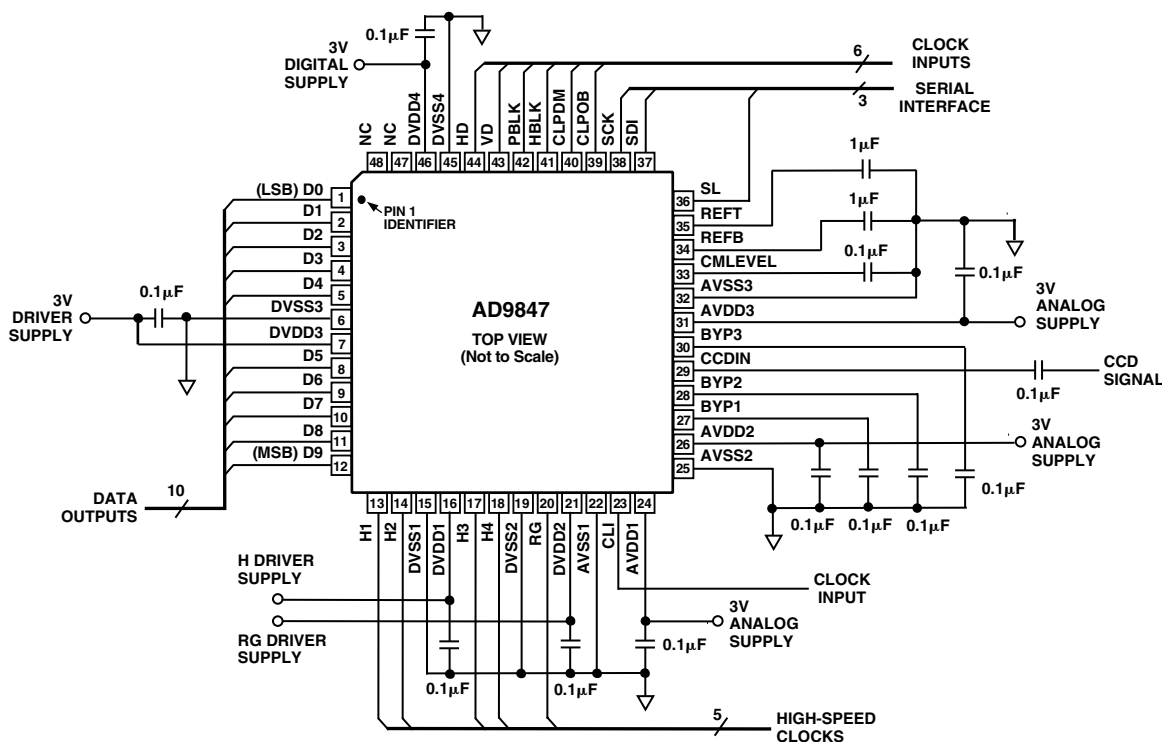 0.1µF
3V
DIGITAL
SUPPLY
6
CLOCK
INPUTS
3
SERIAL
INTERFACE
NC
NC
DVDD4
DVSS4
HD
VD
PBLK
HBLK
CLPDM
CLPOB
SCK
SDI
48 47 46 45 44 43 42 41 40 39 38 37
(LSB) D0
D1
D2
D3
D4
DVSS3
DVDD3
D5
D6
D7
D8
(MSB) D9
1
2
3
4
5
6
7
8
9
10
11
12
PIN 1
IDENTIFIER
AD9847
TOP VIEW
(Not to Scale)
3V
DRIVER
SUPPLY
0.1µF
10
DATA
OUTPUTS
36
35
34
33
32
31
30
29
28
27
26
25
SL
REFT
REFB
CMLEVEL
AVSS3
AVDD3
BYP3
CCDIN
BYP2
BYP1
AVDD2
AVSS2
1µF
1µF
0.1µF
0.1µF
3V
ANALOG
SUPPLY
0.1µF
CCD
SIGNAL
3V
ANALOG
SUPPLY
0.1µF
0.1µF
0.1µF
0.1µF
13 14 15 16 17 18 19 20 21 22 23 24
H1
H2
DVSS1
DVDD1
H3
H4
DVSS2
RG
DVDD2
AVSS1
CLI
AVDD1
H DRIVER
SUPPLY
RG DRIVER
SUPPLY
0.1µF
0.1µF
CLOCK
INPUT
3V
ANALOG
SUPPLY
0.1µF
5
HIGH-SPEED
CLOCKS